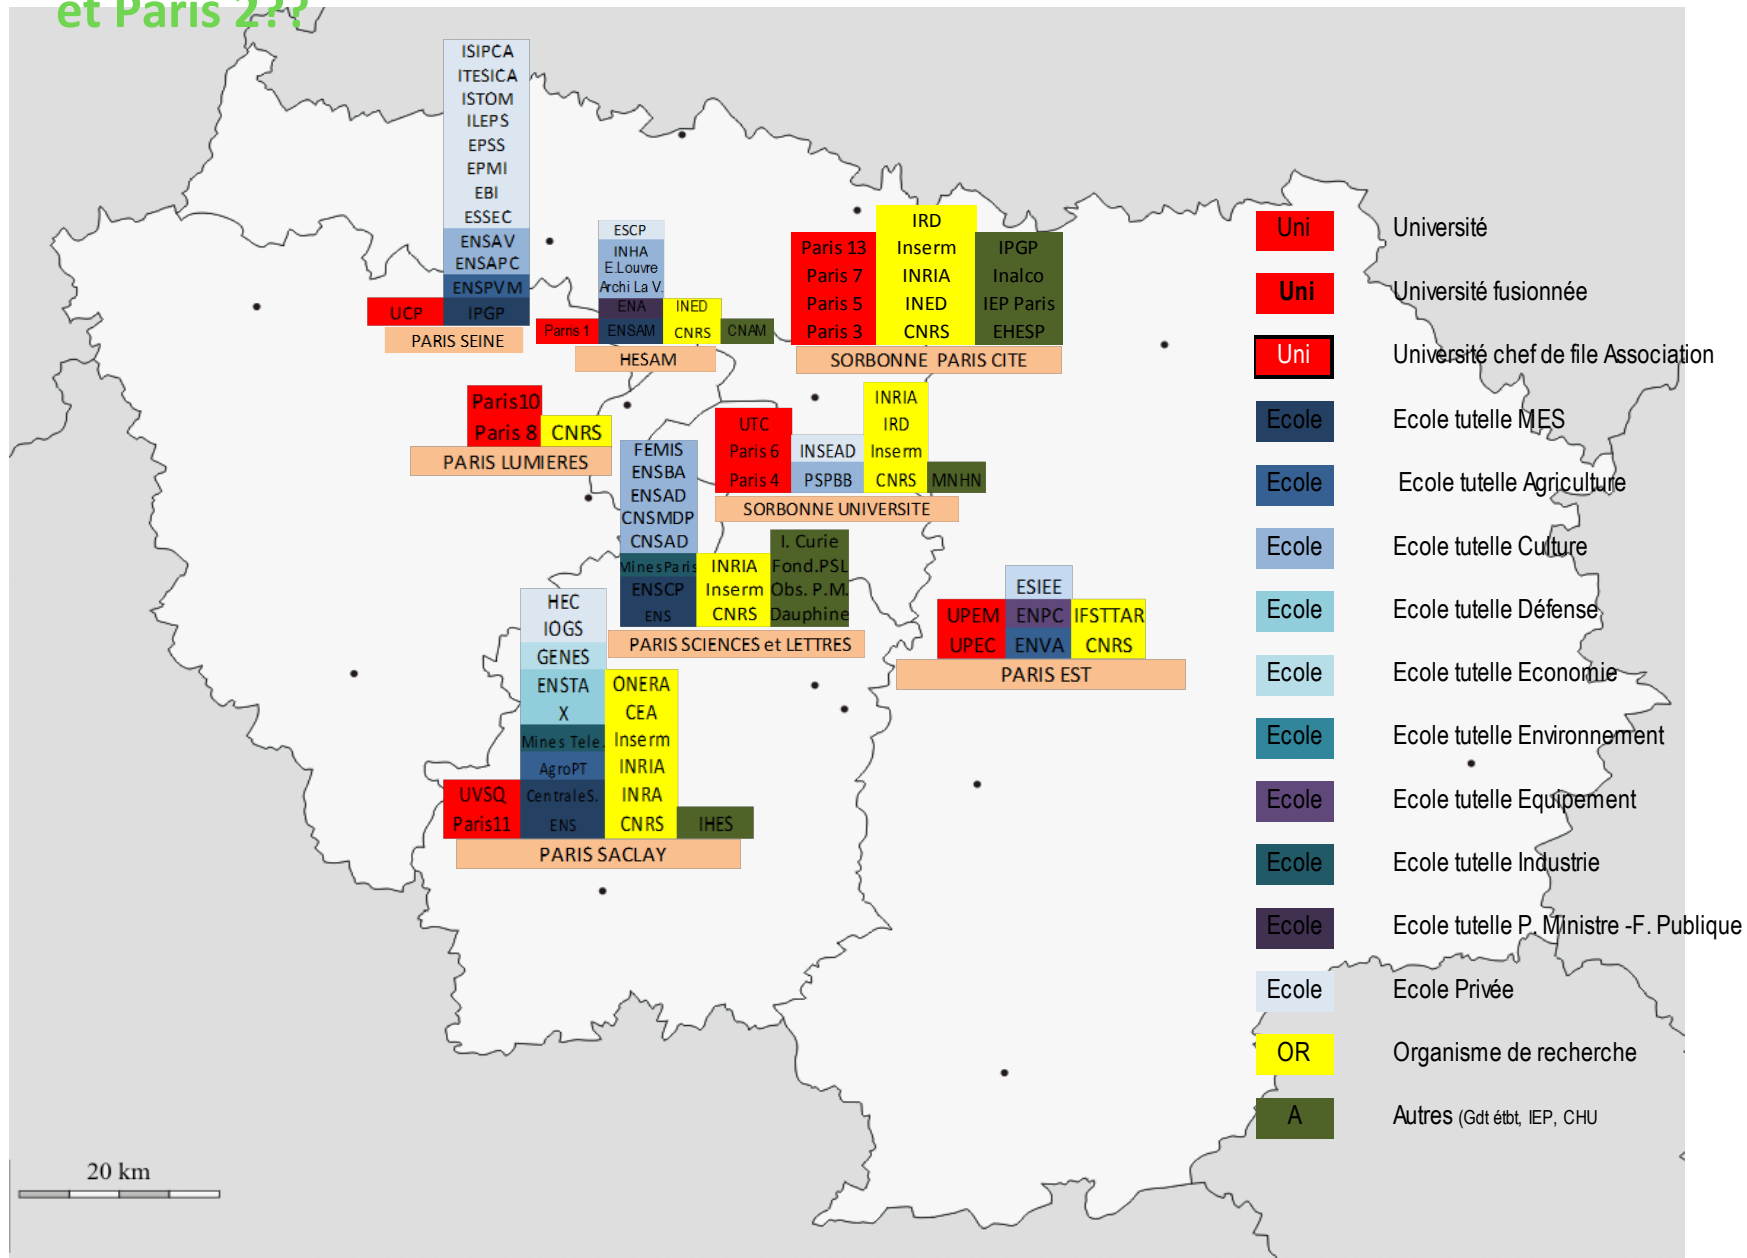 et Paris 2??
ISIPCA
ITESICA
ISTOM
ILEPS
EPSS
EPMI
EBI
ESSEC
ENSAV
ENSAPC
ENSPVM
UCP
IPGP
PARIS SEINE
ESCP
INHA
E.Louvre
Archi La V.
ENA
INED
Parris 1
ENSAM
CNRS
CNAM
HESAM
IRD
Paris 13
Inserm
IPGP
Paris 7
INRIA
Inalco
Paris 5
INED
IEP Paris
Paris 3
CNRS
EHESP
SORBONNE PARIS CITE
Paris10
Paris 8
CNRS
PARIS LUMIERES
INRIA
UTC
IRD
Paris 6
INSEAD
Inserm
Paris 4
PSPBB
CNRS
MNHN
SORBONNE UNIVERSITE
FEMIS
ENSBA
ENSAD
CNSMDP
CNSAD
I. Curie
MinesParis
INRIA
Fond.PSL
ENSCP
Inserm
Obs. P.M.
ENS
CNRS
Dauphine
PARIS SCIENCES et LETTRES
ESIEE
UPEM
ENPC
IFSTTAR
UPEC
ENVA
CNRS
PARIS EST
HEC
IOGS
GENES
ENSTA
ONERA
X
CEA
Mines Tele.
Inserm
AgroPT
INRIA
UVSQ
CentraleS.
INRA
Paris11
ENS
CNRS
IHES
PARIS SACLAY
Uni Université
Uni Université fusionnée
Uni Université chef de file Association
Ecole Ecole tutelle MES
Ecole Ecole tutelle Agriculture
Ecole Ecole tutelle Culture
Ecole Ecole tutelle Défense
Ecole Ecole tutelle Economie
Ecole Ecole tutelle Environnement
Ecole Ecole tutelle Equipement
Ecole Ecole tutelle Industrie
Ecole Ecole tutelle P. Ministre -F. Publique
Ecole Ecole Privée
OR Organisme de recherche
A Autres (Gdt étbt, IEP, CHU
20 km